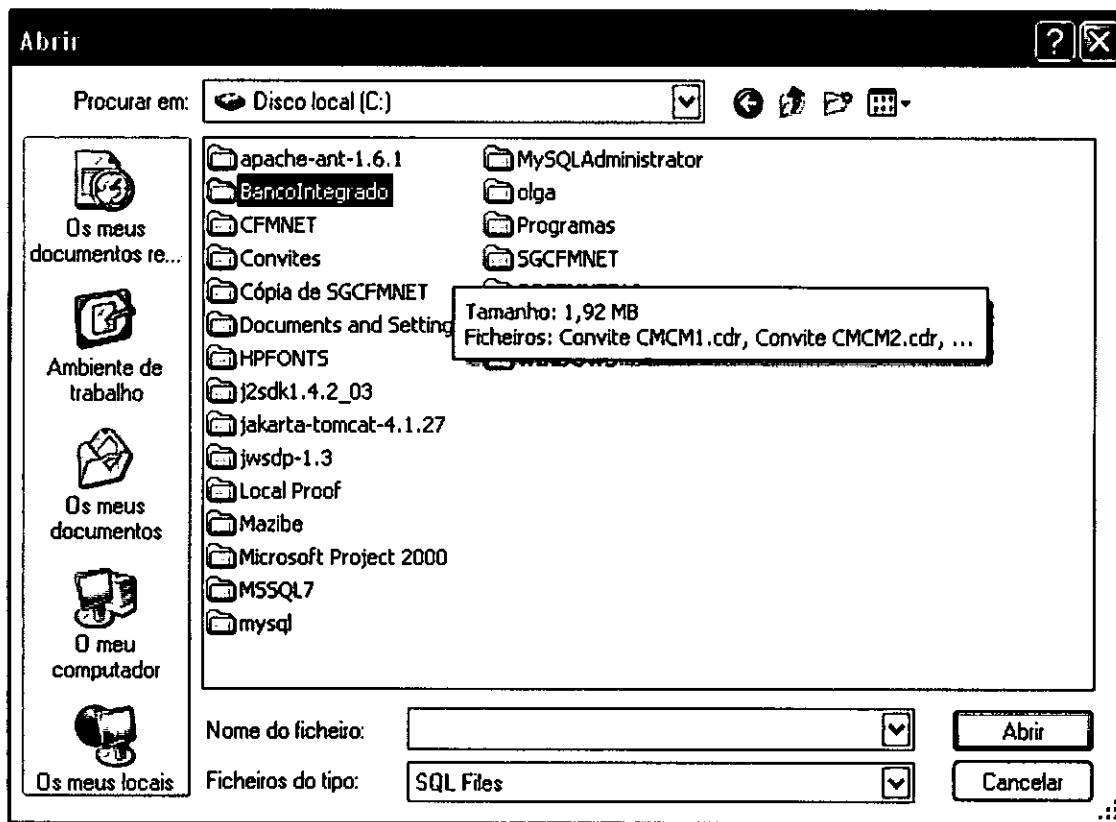 Abrir
Procurar em:
Disco local (C:)
Os meus
documentos re...
Ambiente de
trabalho
Os meus
documentos
O meu
computador
Os meus locais
apache-ant-1.6.1
BancoIntegrado
CFMNET
Convites
Cópia de SGCFMNET
Documents and Setting
HPFONTS
j2sdk1.4.2_03
jakarta-tomcat-4.1.27
jwsdp-1.3
Local Proof
Mazibe
Microsoft Project 2000
MSSQL7
mysql
MySQLAdministrator
olga
Programas
SGCFMNET
Tamanho: 1,92 MB
Ficheiros: Convite CMCM1.cdr, Convite CMCM2.cdr, ...
Nome do ficheiro:
Abrir
Ficheiros do tipo:
SQL Files
Cancelar